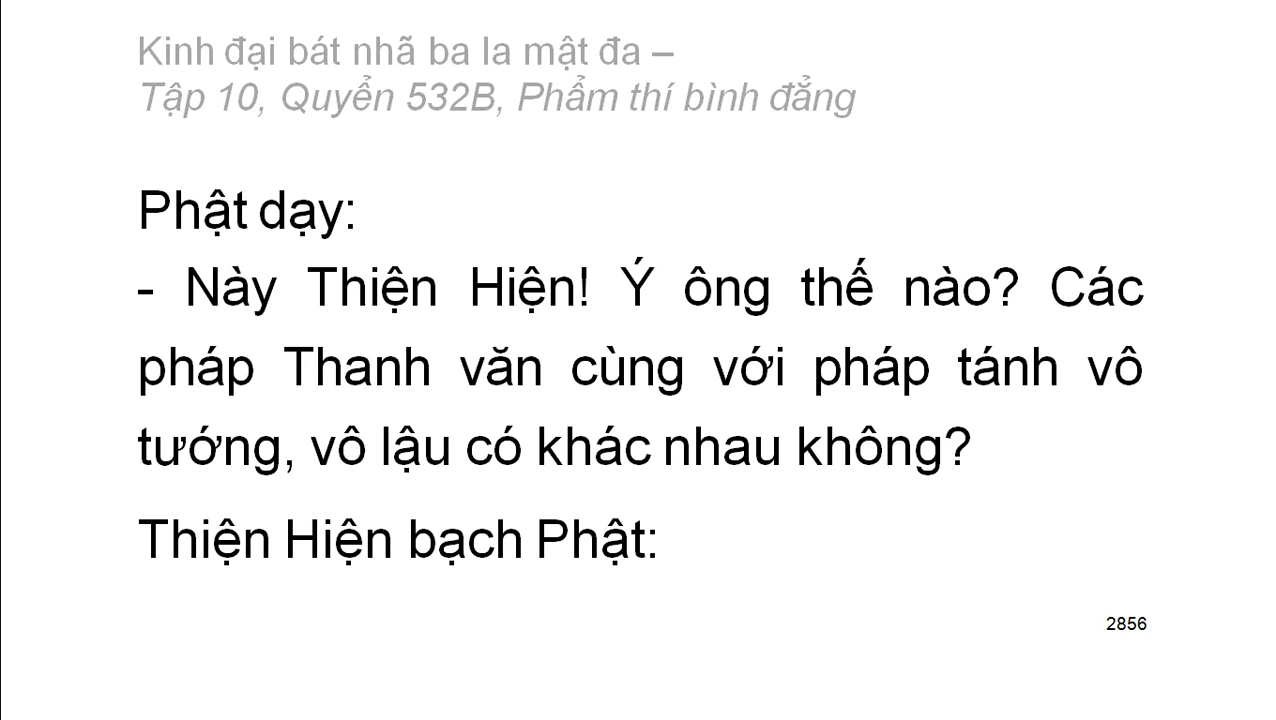 Kinh đại bát nhã ba la mật đa –
Tập 10, Quyển 532B, Phẩm thí bình đẳng
Phật dạy:
- Này Thiện Hiện! Ý ông thế nào? Các
pháp Thanh văn cùng với pháp tánh vô
tướng, vô lậu có khác nhau không?
Thiện Hiện bạch Phật:
2856